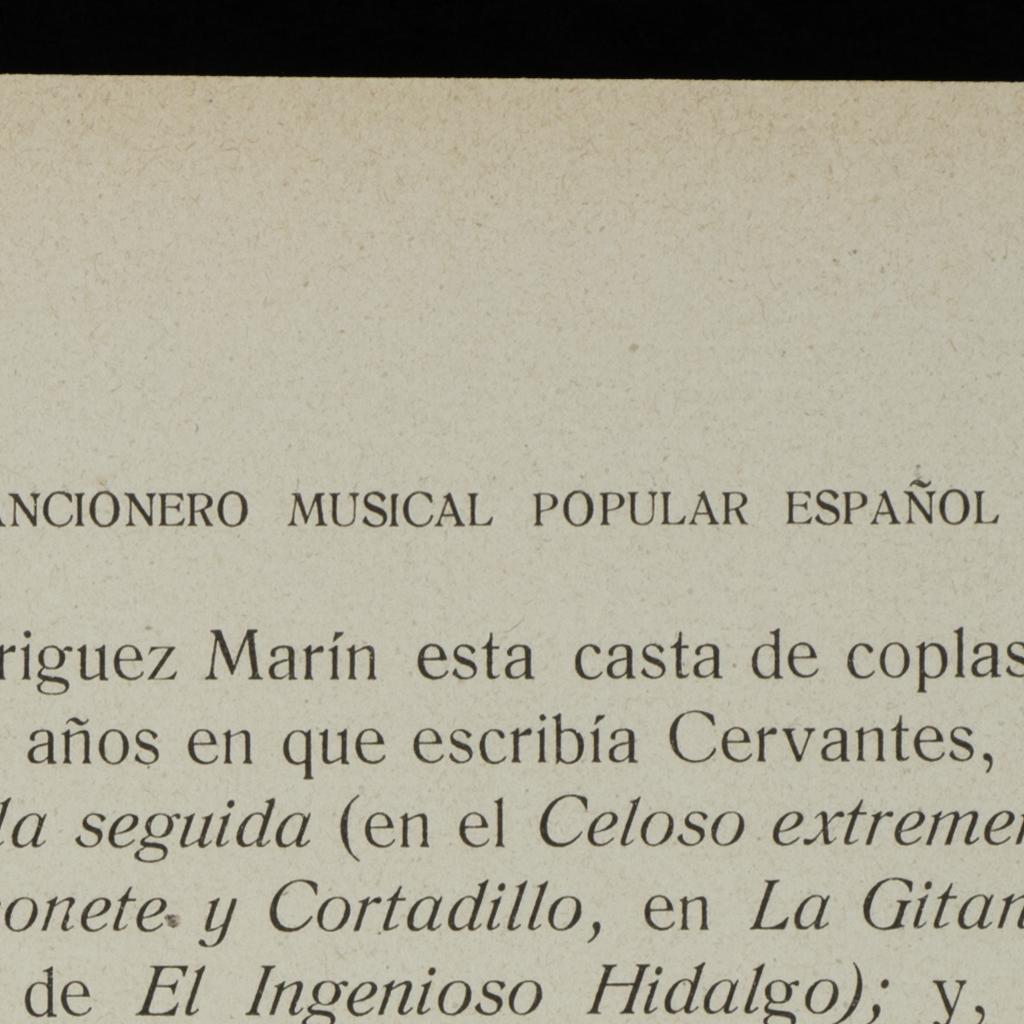 ANCIONERO MUSICAL POPULAR ESPAÑOL
riguez Marín esta casta de coplas
años en que escribía Cervantes,
la seguida (en el Celoso extremeñ
onete y Cortadillo, en La Gitan
de El Ingenioso Hidalgo); y,